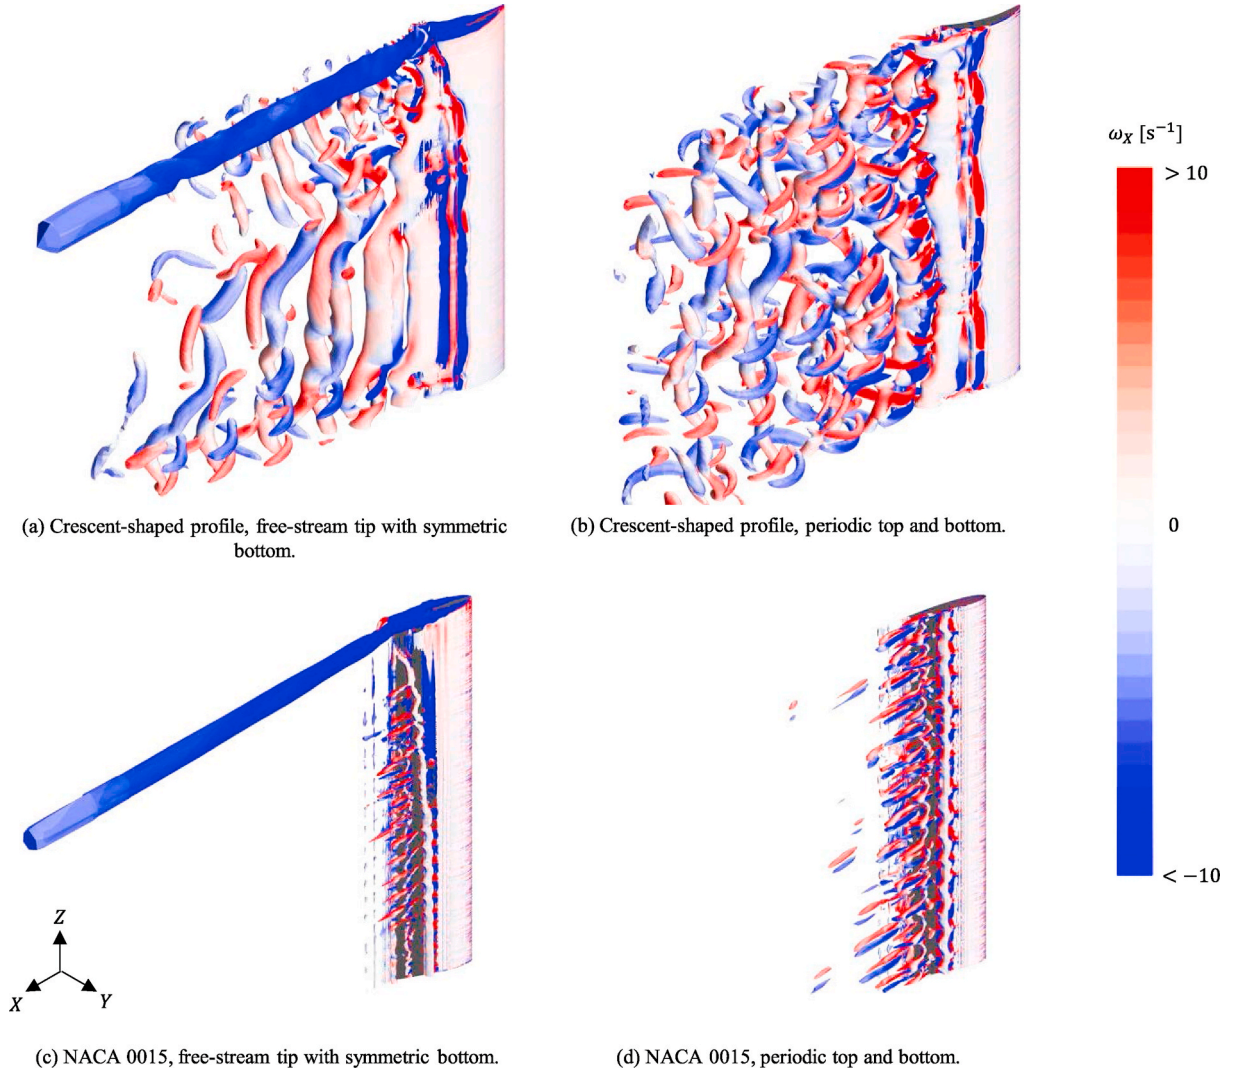 ω_X [s⁻¹]
> 10
0
< −10
(a) Crescent-shaped profile, free-stream tip with symmetric
bottom.
(b) Crescent-shaped profile, periodic top and bottom.
Z
X
Y
(c) NACA 0015, free-stream tip with symmetric bottom.
(d) NACA 0015, periodic top and bottom.